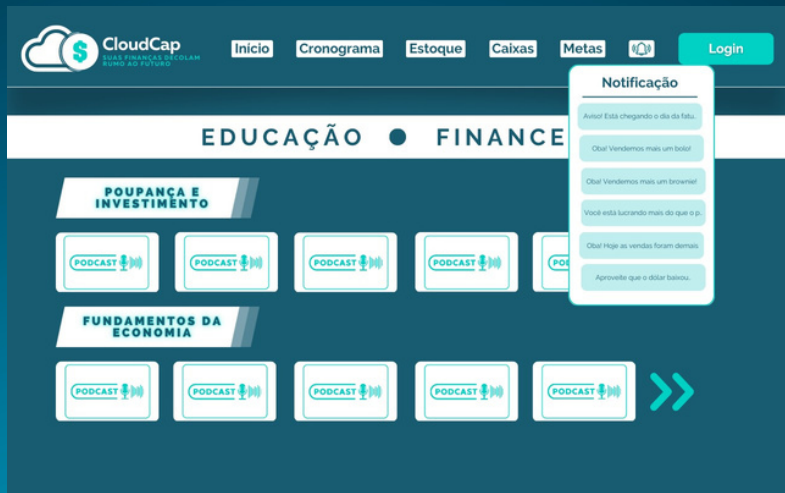 CloudCap
SUAS FINANÇAS DECOLAM
RUMO AO FUTURO
Início
Cronograma
Estoque
Caixas
Metas
Login
Notificação
Aviso! Está chegando o dia da fatu..
Oba! Vendemos mais um bolo!
Oba! Vendemos mais um brownie!
Você está lucrando mais do que o p.
Oba! Hoje as vendas foram demais
Aproveite que o dólar baixou..
EDUCAÇÃO ● FINANCE
POUPANÇA E
INVESTIMENTO
PODCAST
PODCAST
PODCAST
PODCAST
PO
FUNDAMENTOS DA
ECONOMIA
PODCAST
PODCAST
PODCAST
PODCAST
PODCAST